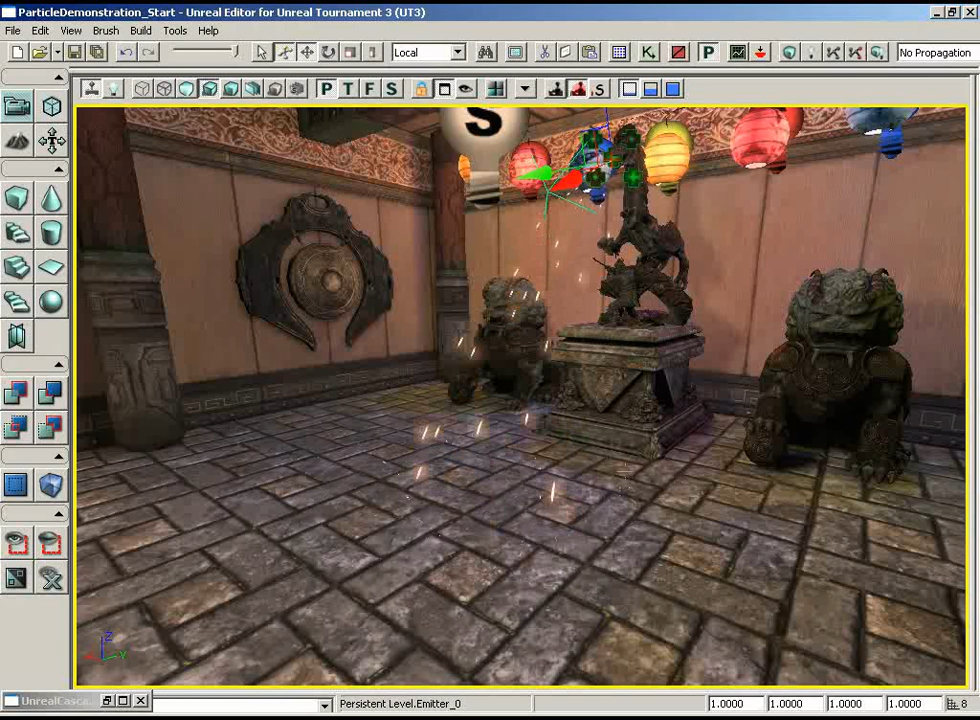 ParticleDemonstration_Start - Unreal Editor for Unreal Tournament 3 (UT3)
File Edit View Brush Build Tools Help
Local
K
P
No Propagation
P T F S
.S
S
Z
Y
UnrealCasca
Persistent Level.Emitter_0
1.0000 1.0000 1.0000 1.0000
8